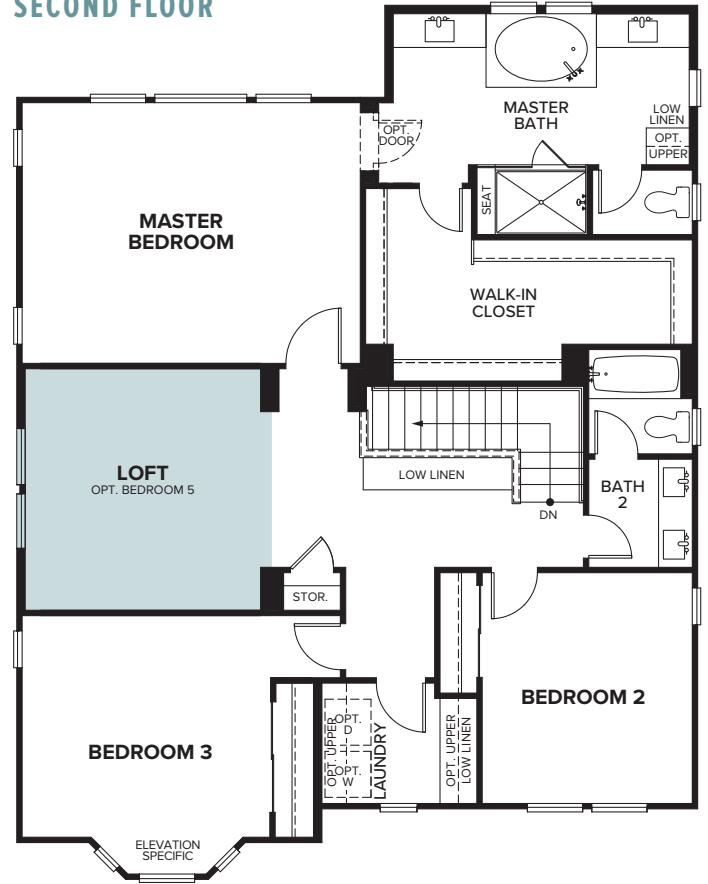 SECOND FLOOR
MASTER
BATH
LOW
LINEN
OPT.
UPPER
OPT.
DOOR
MASTER
BEDROOM
SEAT
WALK-IN
CLOSET
LOFT
OPT. BEDROOM 5
LOW LINEN
DN
BATH
2
STOR.
BEDROOM 2
BEDROOM 3
OPT. UPPER
OPT.
D
OPT.
W
LAUNDRY
OPT. UPPER
LOW LINEN
ELEVATION
SPECIFIC